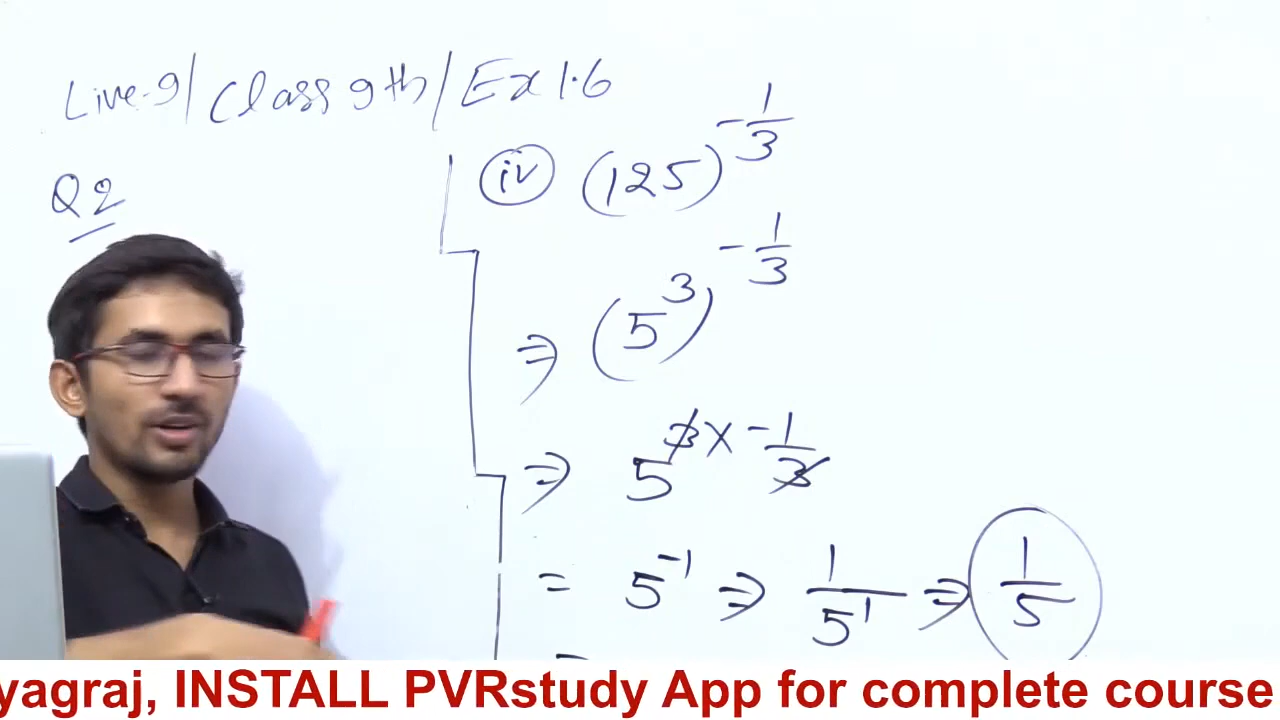 Live-9/Class 9th/Ex 1.6
Q2
(iv) (125)^(-1/3)
⇒ (5^3)^(-1/3)
⇒ 5^(3 × -1/3)
= 5^-1 ⇒ 1/5^1 ⇒ 1/5
yagraj, INSTALL PVRstudy App for complete course